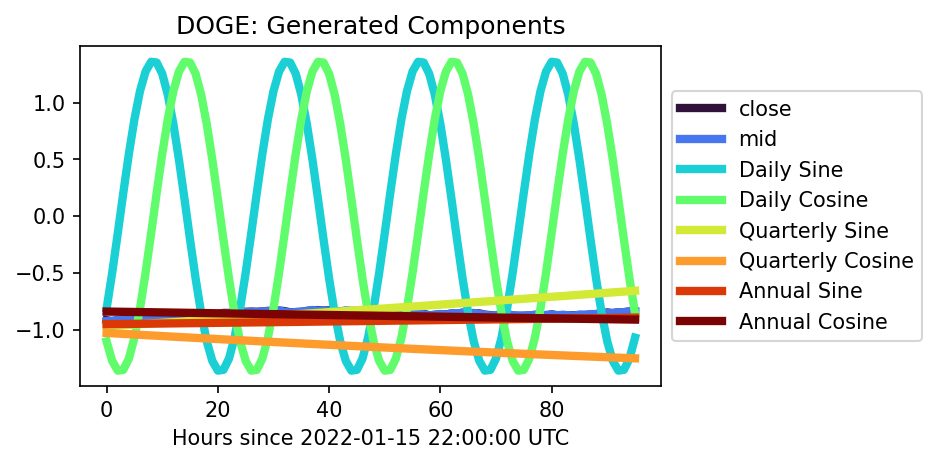 DOGE: Generated Components
1.0
0.5
0.0
−0.5
−1.0
0 20 40 60 80
Hours since 2022-01-15 22:00:00 UTC
close
mid
Daily Sine
Daily Cosine
Quarterly Sine
Quarterly Cosine
Annual Sine
Annual Cosine